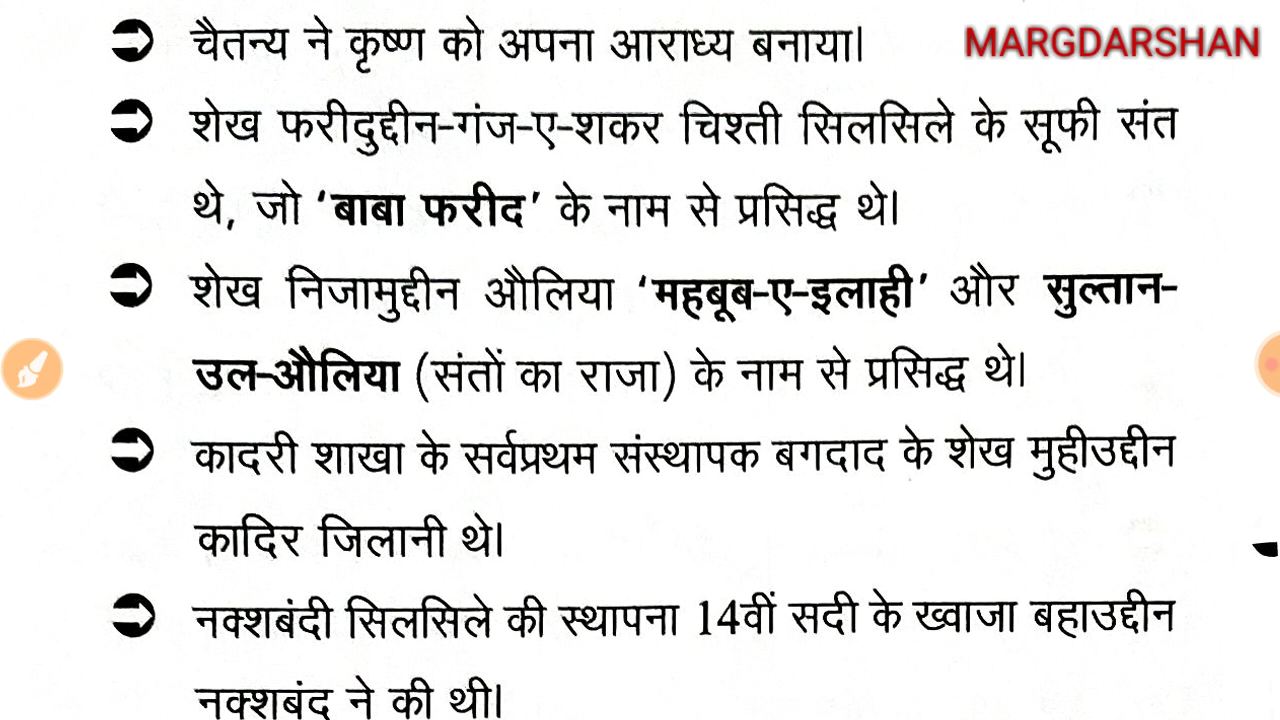 चैतन्य ने कृष्ण को अपना आराध्य बनाया।
MARGDARSHAN
शेख फरीदुद्दीन-गंज-ए-शकर चिश्ती सिलसिले के सूफी संत
थे, जो ‘बाबा फरीद’ के नाम से प्रसिद्ध थे।
शेख निजामुद्दीन औलिया ‘महबूब-ए-इलाही’ और सुल्तान-
उल-औलिया (संतों का राजा) के नाम से प्रसिद्ध थे।
कादरी शाखा के सर्वप्रथम संस्थापक बगदाद के शेख मुहीउद्दीन
कादिर जिलानी थे।
नक्शबंदी सिलसिले की स्थापना 14वीं सदी के ख्वाजा बहाउद्दीन
नक्शबंद ने की थी।